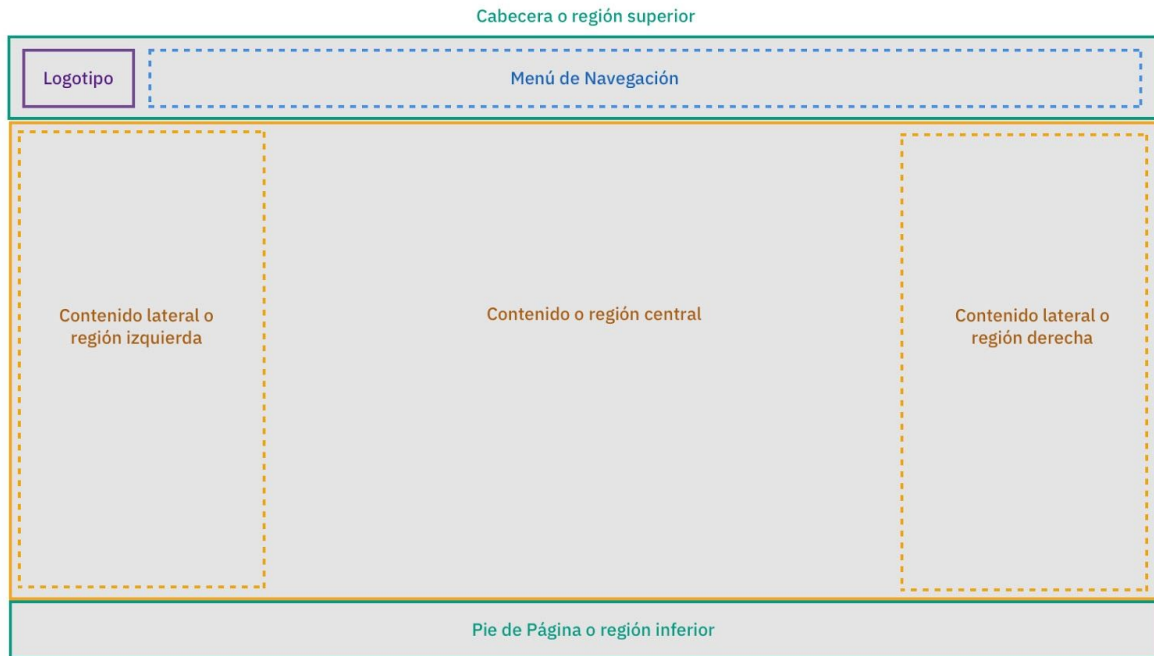 Cabecera o región superior
Logotipo
Menú de Navegación
Contenido lateral o
región izquierda
Contenido o región central
Contenido lateral o
región derecha
Pie de Página o región inferior